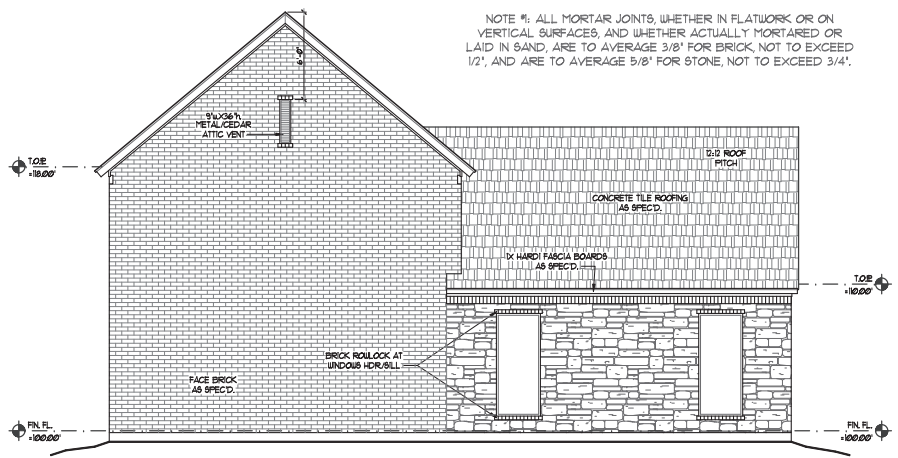 NOTE #1: ALL MORTAR JOINTS, WHETHER IN FLATWORK OR ON
VERTICAL SURFACES, AND WHETHER ACTUALLY MORTARED OR
LAID IN SAND, ARE TO AVERAGE 3/8" FOR BRICK, NOT TO EXCEED
1/2", AND ARE TO AVERAGE 5/8" FOR STONE, NOT TO EXCEED 3/4".
6'-0"
9"wX36"h
METAL/CEDAR
ATTIC VENT
12:12 ROOF
PITCH
T.O.P.
=118.00'
CONCRETE TILE ROOFING
AS SPEC'D.
1X HARDI FASCIA BOARDS
AS SPEC'D.
T.O.P.
=110.00'
BRICK ROWLOCK AT
WINDOWS HDR/SILL
FACE BRICK
AS SPEC'D.
FIN. FL.
=100.00'
FIN. FL.
=100.00'